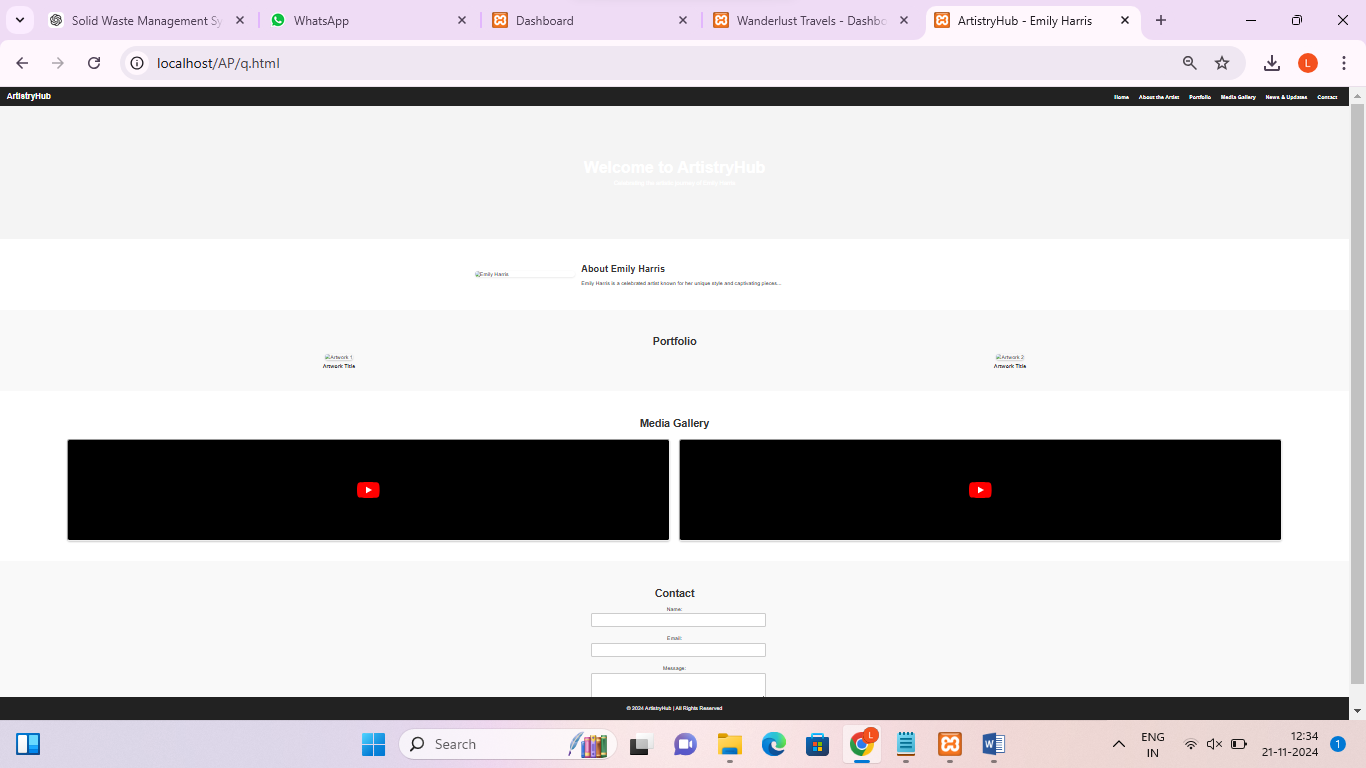 Solid Waste Management Sy
WhatsApp
Dashboard
Wanderlust Travels - Dashbo
ArtistryHub - Emily Harris
localhost/AP/q.html
L
ArtistryHub
Home About the Artist Portfolio Media Gallery News & Updates Contact
Welcome to ArtistryHub
Emily Harris
About Emily Harris
Emily Harris is a celebrated artist known for her unique style and captivating pieces...
Portfolio
Artwork 1
Artwork Title
Artwork 2
Artwork Title
Media Gallery
Contact
Name:
Email:
Message:
© 2024 ArtistryHub | All Rights Reserved
Search
L
ENG
IN
12:34
21-11-2024
1